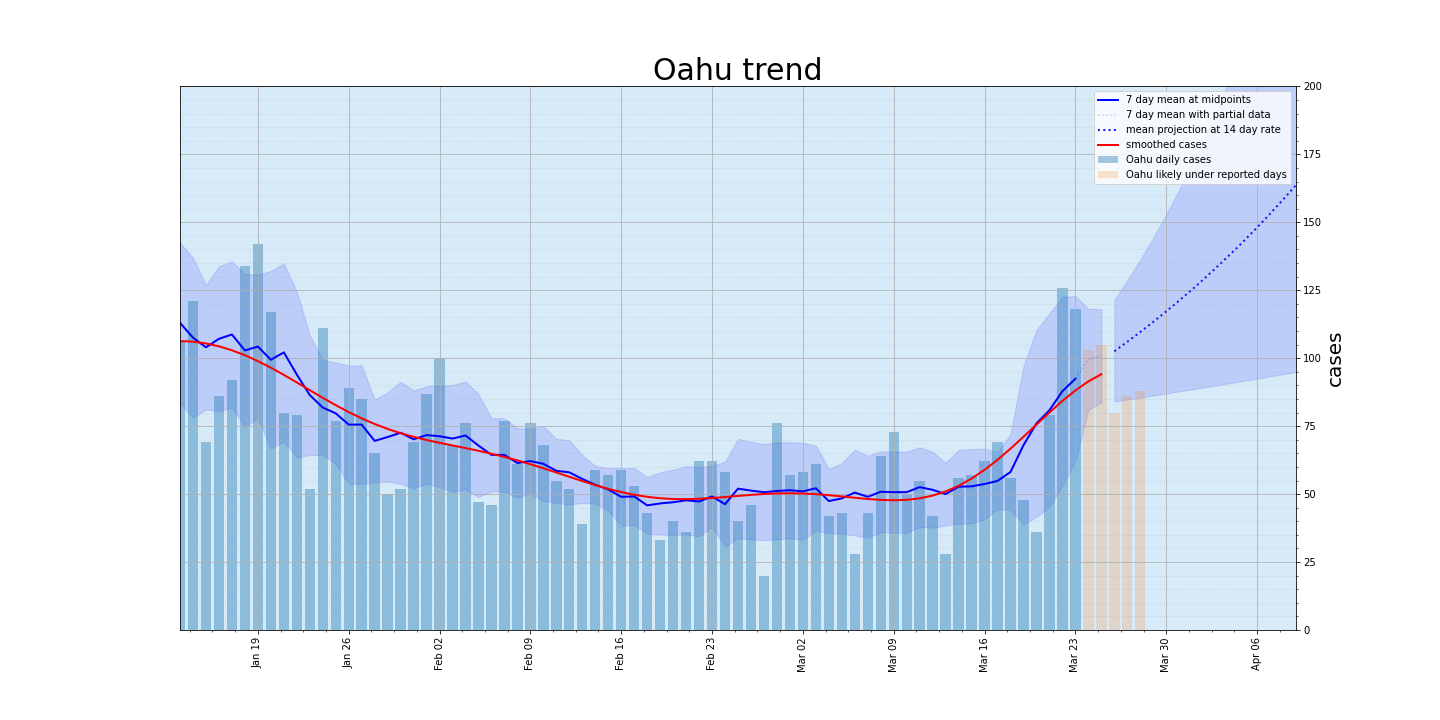 Oahu trend
7 day mean at midpoints
7 day mean with partial data
mean projection at 14 day rate
smoothed cases
Oahu daily cases
Oahu likely under reported days
200
175
150
125
100
75
50
25
0
cases
Jan 19
Jan 26
Feb 02
Feb 09
Feb 16
Feb 23
Mar 02
Mar 09
Mar 16
Mar 23
Mar 30
Apr 06